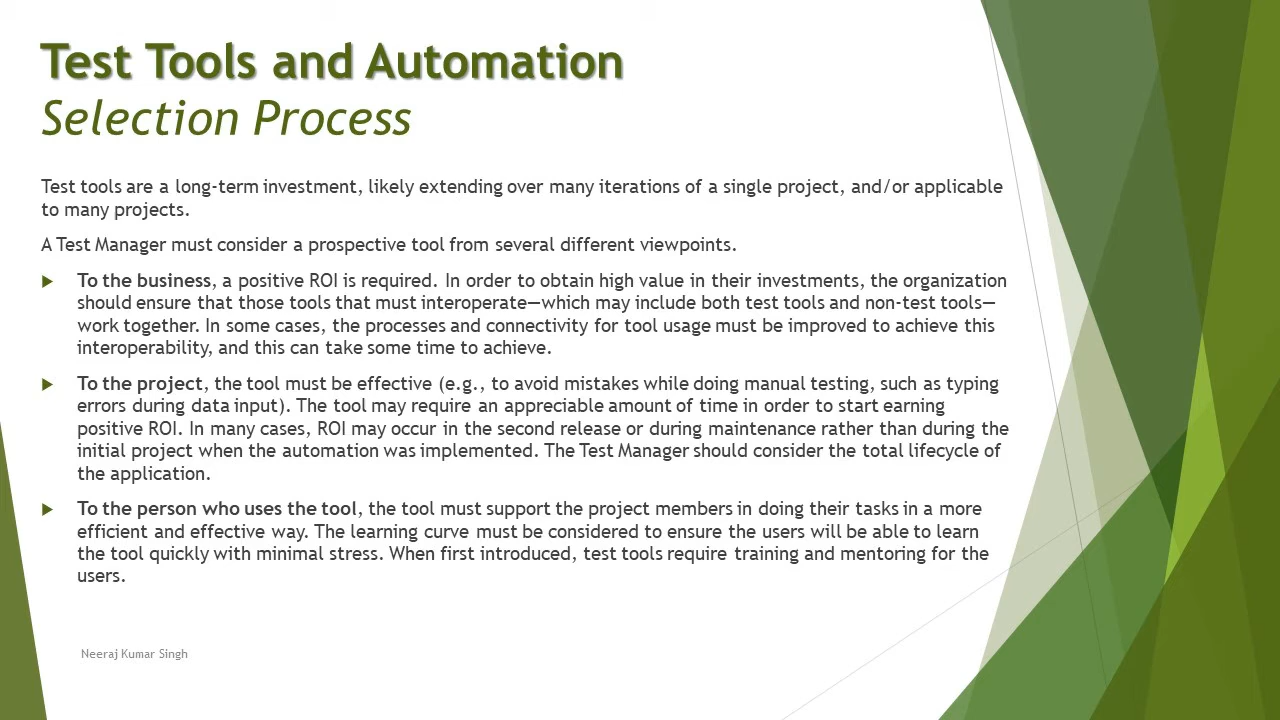 Test Tools and Automation
Selection Process
Test tools are a long-term investment, likely extending over many iterations of a single project, and/or applicable
to many projects.
A Test Manager must consider a prospective tool from several different viewpoints.
To the business, a positive ROI is required. In order to obtain high value in their investments, the organization
should ensure that those tools that must interoperate—which may include both test tools and non-test tools—
work together. In some cases, the processes and connectivity for tool usage must be improved to achieve this
interoperability, and this can take some time to achieve.
To the project, the tool must be effective (e.g., to avoid mistakes while doing manual testing, such as typing
errors during data input). The tool may require an appreciable amount of time in order to start earning
positive ROI. In many cases, ROI may occur in the second release or during maintenance rather than during the
initial project when the automation was implemented. The Test Manager should consider the total lifecycle of
the application.
To the person who uses the tool, the tool must support the project members in doing their tasks in a more
efficient and effective way. The learning curve must be considered to ensure the users will be able to learn
the tool quickly with minimal stress. When first introduced, test tools require training and mentoring for the
users.
Neeraj Kumar Singh